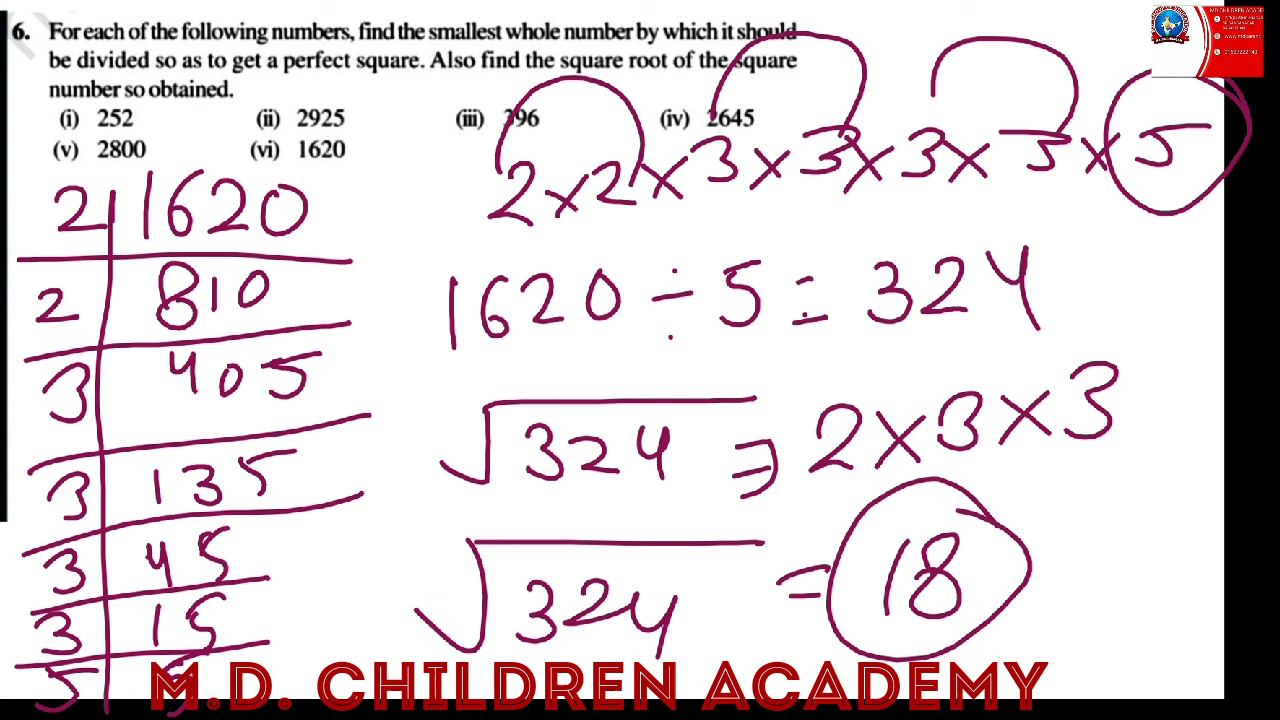 6. For each of the following numbers, find the smallest whole number by which it should
be divided so as to get a perfect square. Also find the square root of the square
number so obtained.
(i) 252 (ii) 2925 (iii) 396 (iv) 2645
(v) 2800 (vi) 1620
2 | 1620
2 | 810
3 | 405
3 | 135
3 | 45
3 | 15
5 | 5
2 × 2 × 3 × 3 × 3 × 3 × 5
1620 ÷ 5 = 324
√324 ⇒ 2 × 3 × 3
√324 = 18
M.D. CHILDREN ACADEMY
MD CHILDREN ACADE